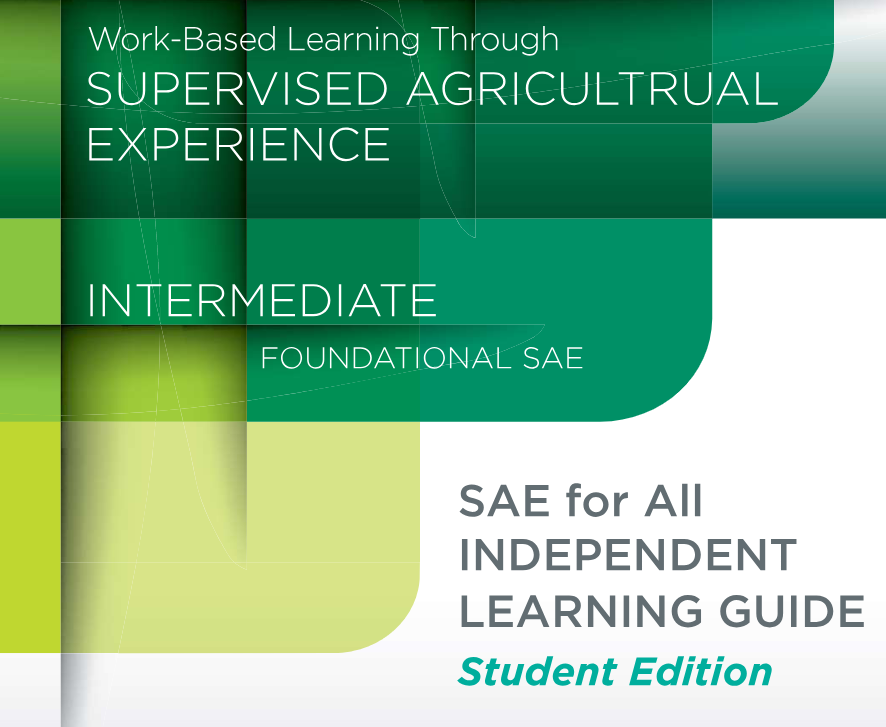 Work-Based Learning Through
SUPERVISED AGRICULTRUAL
EXPERIENCE
INTERMEDIATE
FOUNDATIONAL SAE
SAE for All
INDEPENDENT
LEARNING GUIDE
Student Edition